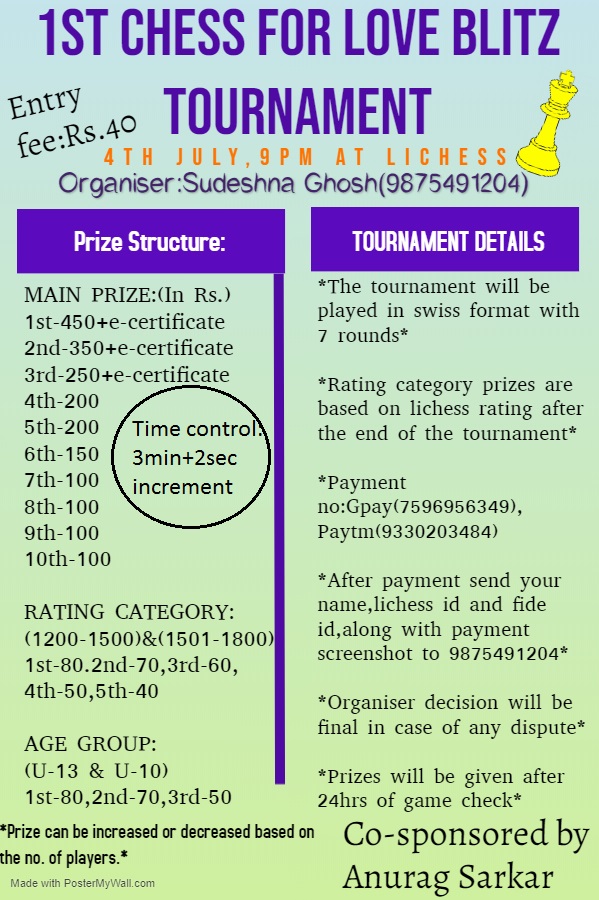 1ST CHESS FOR LOVE BLITZ
TOURNAMENT
Entry
fee:Rs.40
4TH JULY,9PM AT LICHESS
Organiser:Sudeshna Ghosh(9875491204)
Prize Structure:
MAIN PRIZE:(In Rs.)
1st-450+e-certificate
2nd-350+e-certificate
3rd-250+e-certificate
4th-200
5th-200
6th-150
7th-100
8th-100
9th-100
10th-100
Time control:
3min+2sec
increment
RATING CATEGORY:
(1200-1500)&(1501-1800)
1st-80.2nd-70,3rd-60,
4th-50,5th-40
AGE GROUP:
(U-13 & U-10)
1st-80,2nd-70,3rd-50
*Prize can be increased or decreased based on
the no. of players.*
TOURNAMENT DETAILS
*The tournament will be
played in swiss format with
7 rounds*
*Rating category prizes are
based on lichess rating after
the end of the tournament*
*Payment
no:Gpay(7596956349),
Paytm(9330203484)
*After payment send your
name,lichess id and fide
id,along with payment
screenshot to 9875491204*
*Organiser decision will be
final in case of any dispute*
*Prizes will be given after
24hrs of game check*
Co-sponsored by
Anurag Sarkar
Made with PosterMyWall.com